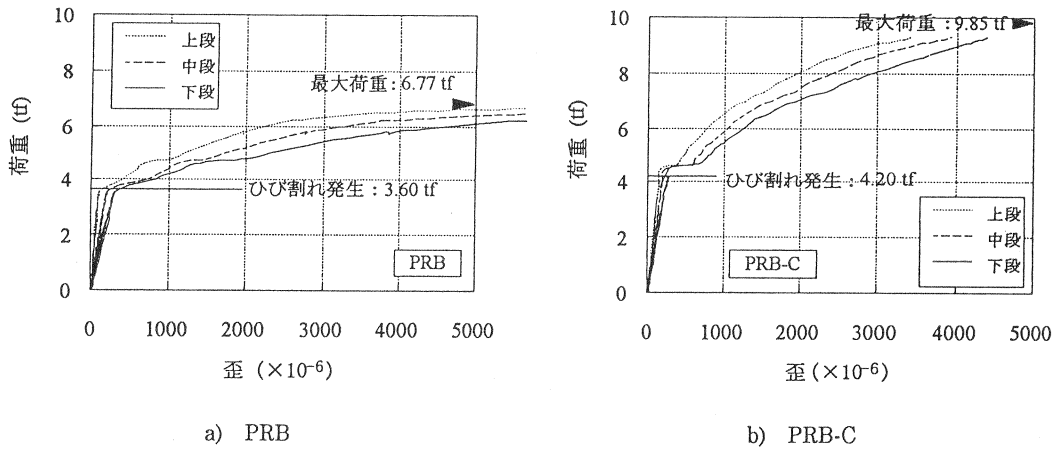 10
8
6
4
2
0
荷重 (tf)
上段
中段
下段
最大荷重 : 6.77 tf
ひび割れ発生 : 3.60 tf
PRB
0 1000 2000 3000 4000 5000
歪 (×10⁻⁶)
a) PRB
10
8
6
4
2
0
荷重 (tf)
最大荷重 : 9.85 tf
ひび割れ発生 : 4.20 tf
上段
中段
下段
PRB-C
0 1000 2000 3000 4000 5000
歪 (×10⁻⁶)
b) PRB-C